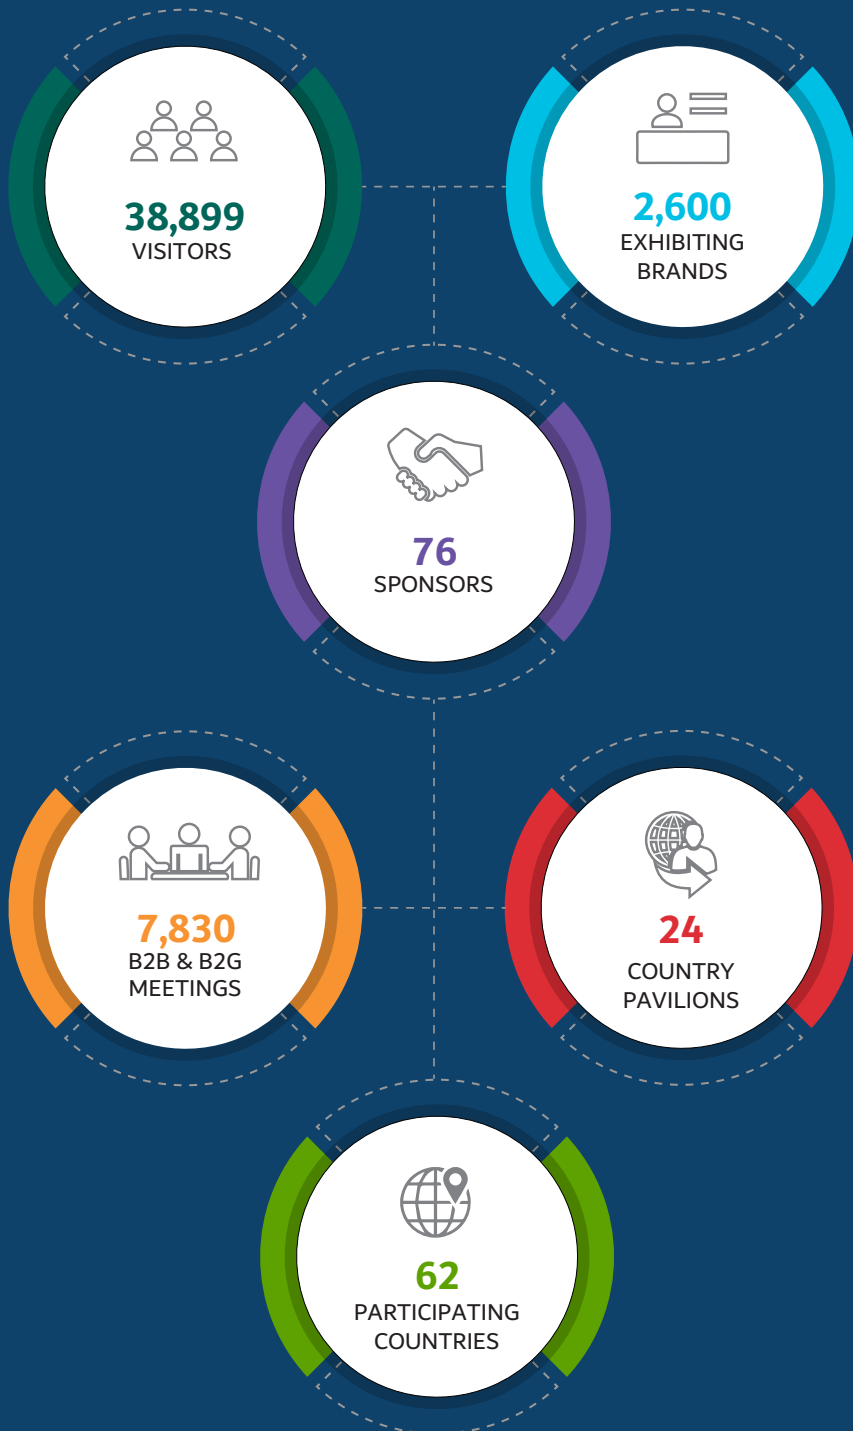 38,899
VISITORS
2,600
EXHIBITING
BRANDS
76
SPONSORS
7,830
B2B & B2G
MEETINGS
24
COUNTRY
PAVILIONS
62
PARTICIPATING
COUNTRIES